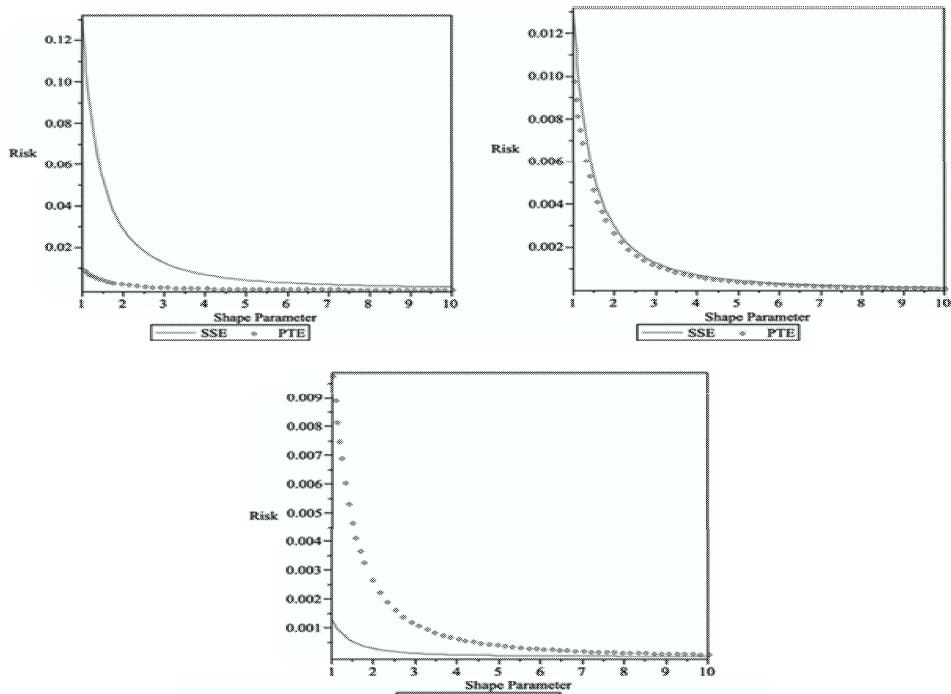 0.12
0.10
0.08
Risk
0.06
0.04
0.02
1 2 3 4 5 6 7 8 9 10
Shape Parameter
SSE PTE
0.012
0.010
0.008
Risk
0.006
0.004
0.002
1 2 3 4 5 6 7 8 9 10
Shape Parameter
SSE PTE
0.009
0.008
0.007
0.006
0.005
Risk
0.004
0.003
0.002
0.001
1 2 3 4 5 6 7 8 9 10
Shape Parameter